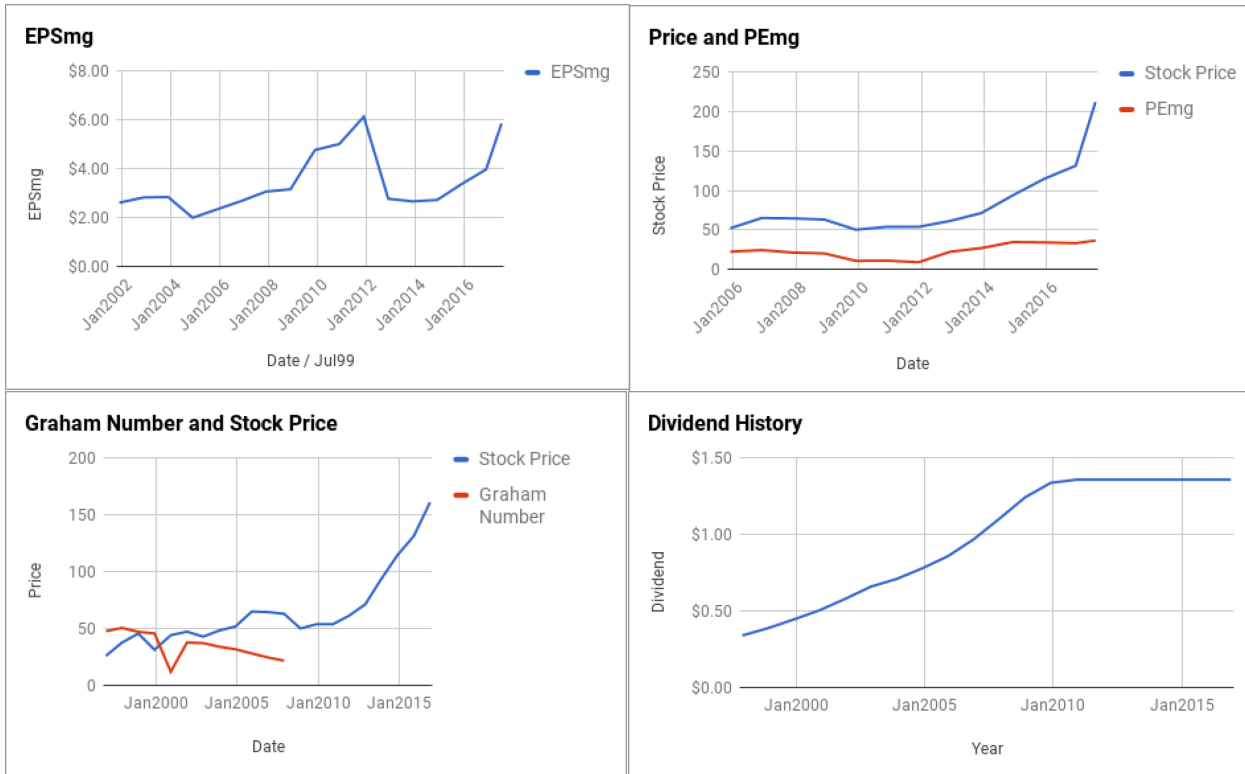 EPSmg
$8.00
$6.00
$4.00
$2.00
$0.00
EPSmg
Jan2002
Jan2004
Jan2006
Jan2008
Jan2010
Jan2012
Jan2014
Jan2016
Date / Jul99
EPSmg
Price and PEmg
250
200
150
100
50
0
Stock Price
Jan2006
Jan2008
Jan2010
Jan2012
Jan2014
Jan2016
Date
Stock Price
PEmg
Graham Number and Stock Price
200
150
100
50
0
Price
Jan2000
Jan2005
Jan2010
Jan2015
Date
Stock Price
Graham
Number
Dividend History
$1.50
$1.00
$0.50
$0.00
Dividend
Jan2000
Jan2005
Jan2010
Jan2015
Year